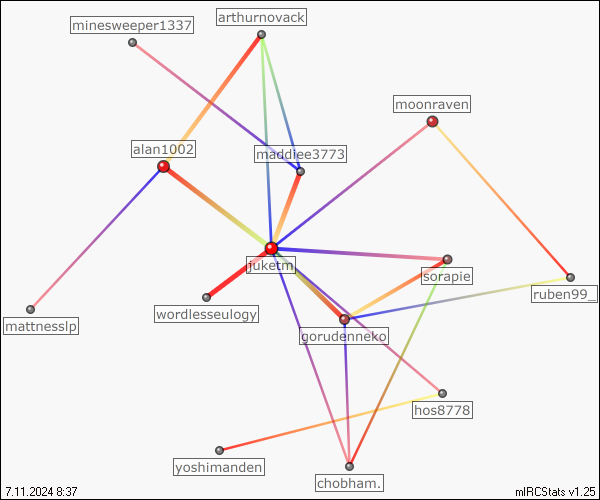 arthurnovack
minesweeper1337
moonraven
alan1002
maddiee3773
juketm
sorapie
ruben99_
wordlesseulogy
mattnesslp
gorudenneko
hos8778
yoshimanden
chobham.
7.11.2024 8:37
mIRCStats v1.25